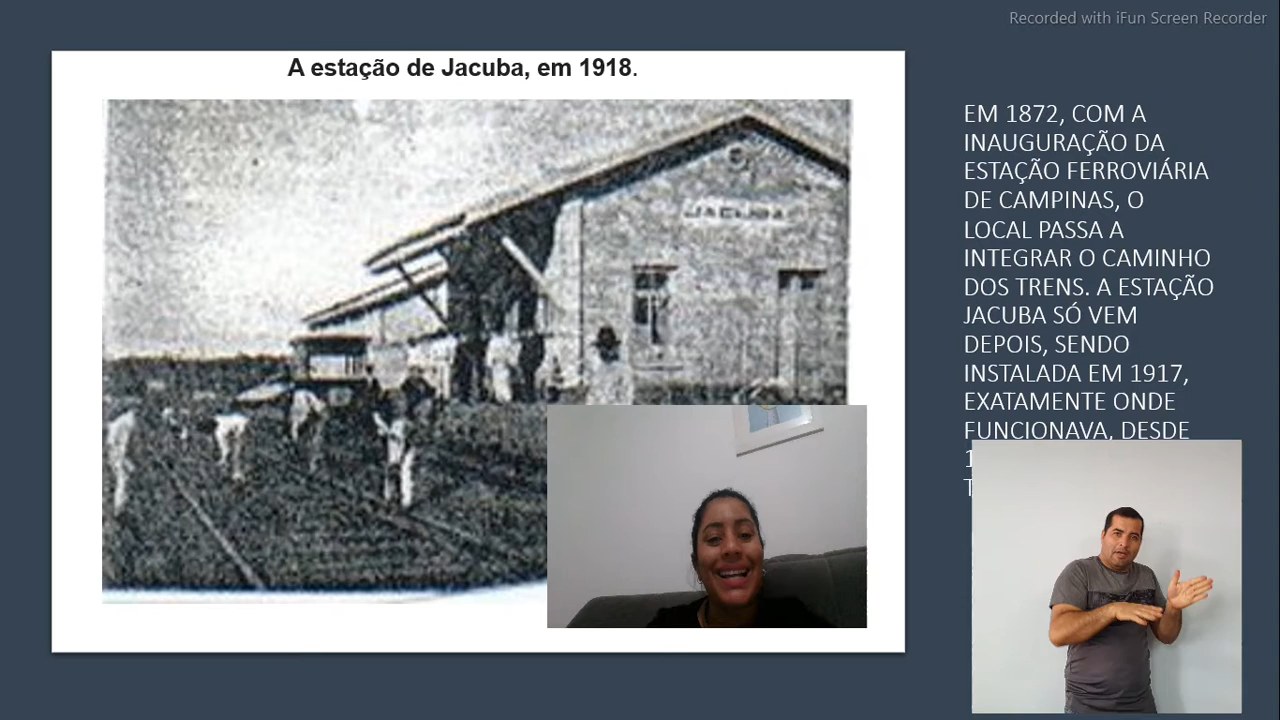 Recorded with iFun Screen Recorder
A estação de Jacuba, em 1918.
JACUBA
EM 1872, COM A
INAUGURAÇÃO DA
ESTAÇÃO FERROVIÁRIA
DE CAMPINAS, O
LOCAL PASSA A
INTEGRAR O CAMINHO
DOS TRENS. A ESTAÇÃO
JACUBA SÓ VEM
DEPOIS, SENDO
INSTALADA EM 1917,
EXATAMENTE ONDE
FUNCIONAVA, DESDE